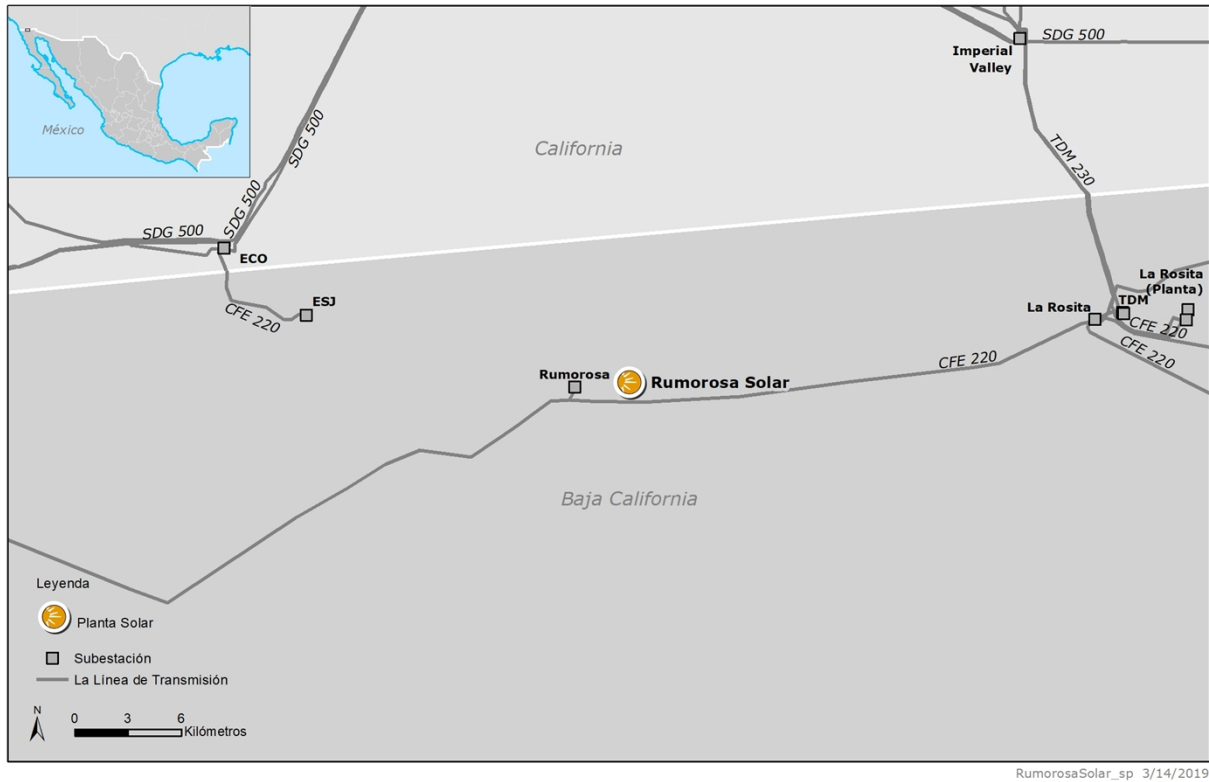 México
California
Imperial
Valley
SDG 500
SDG 500
SDG 500
SDG 500
TDM 230
ECO
ESJ
CFE 220
La Rosita
(Planta)
TDM
La Rosita
CFE 220
CFE 220
CFE 220
Rumorosa
Rumorosa Solar
Baja California
Leyenda
Planta Solar
Subestación
La Línea de Transmisión
N
0 3 6
Kilómetros
RumorosaSolar_sp 3/14/2019